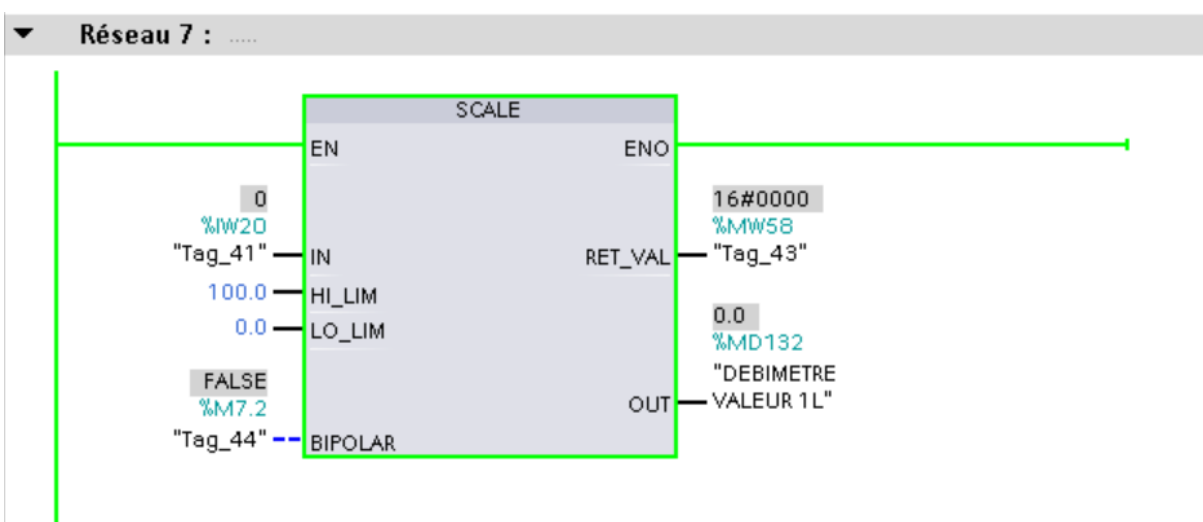 Réseau 7 : .....
SCALE
EN
ENO
0
%IW20
"Tag_41"
IN
16#0000
%MW58
RET_VAL
"Tag_43"
100.0
HI_LIM
0.0
LO_LIM
0.0
%MD132
"DEBIMETRE
VALEUR 1L"
OUT
FALSE
%M7.2
"Tag_44"
BIPOLAR